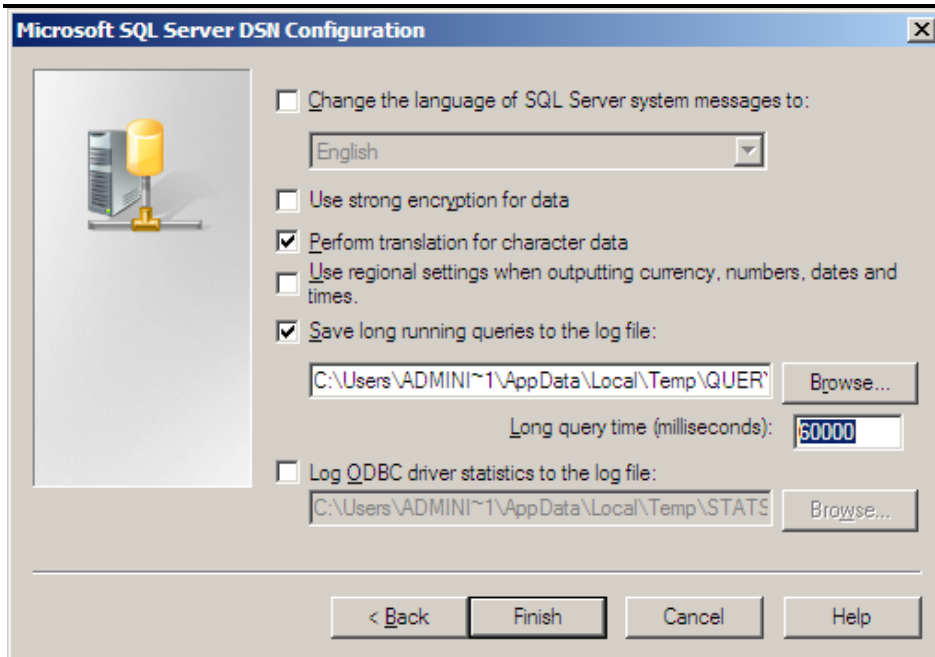 Microsoft SQL Server DSN Configuration
Change the language of SQL Server system messages to:
English
Use strong encryption for data
Perform translation for character data
Use regional settings when outputting currency, numbers, dates and
times.
Save long running queries to the log file:
C:\Users\ADMINI~1\AppData\Local\Temp\QUERY
Browse...
Long query time (milliseconds):
60000
Log ODBC driver statistics to the log file:
C:\Users\ADMINI~1\AppData\Local\Temp\STATS
Browse...
< Back
Finish
Cancel
Help